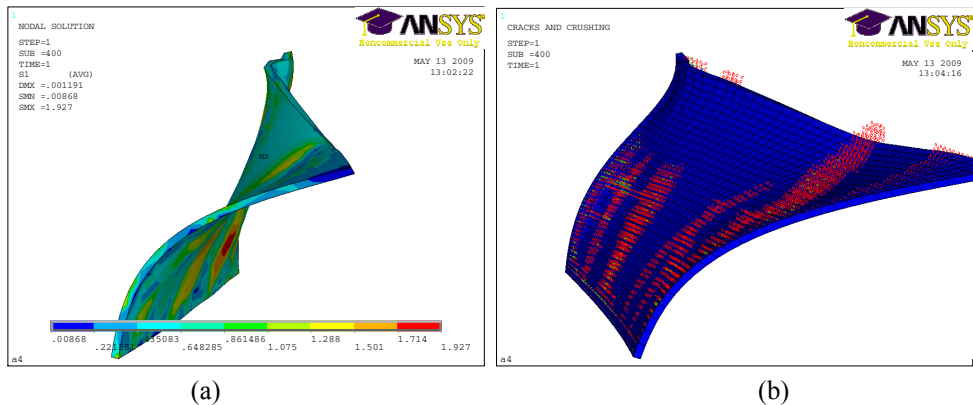 1
NODAL SOLUTION
STEP=1
SUB =400
TIME=1
S1 (AVG)
DMX =.001191
SMN =.00868
SMX =1.927
ANSYS
Noncommercial Use Only
MAY 13 2009
13:02:22
MX
.00868 .435083 .861486 1.288 1.714
.221881 .648285 1.075 1.501 1.927
a4
(a)
1
CRACKS AND CRUSHING
STEP=1
SUB =400
TIME=1
ANSYS
Noncommercial Use Only
MAY 13 2009
13:04:16
a4
(b)